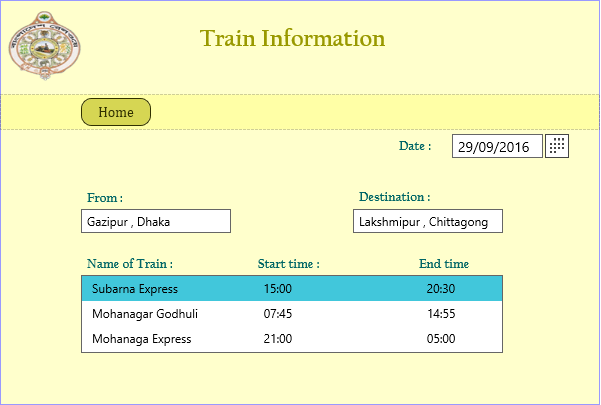 Train Information
Home
Date : 29/09/2016
From : Destination :
Gazipur , Dhaka Lakshmipur , Chittagong
Name of Train : Start time : End time
Subarna Express 15:00 20:30
Mohanagar Godhuli 07:45 14:55
Mohanaga Express 21:00 05:00